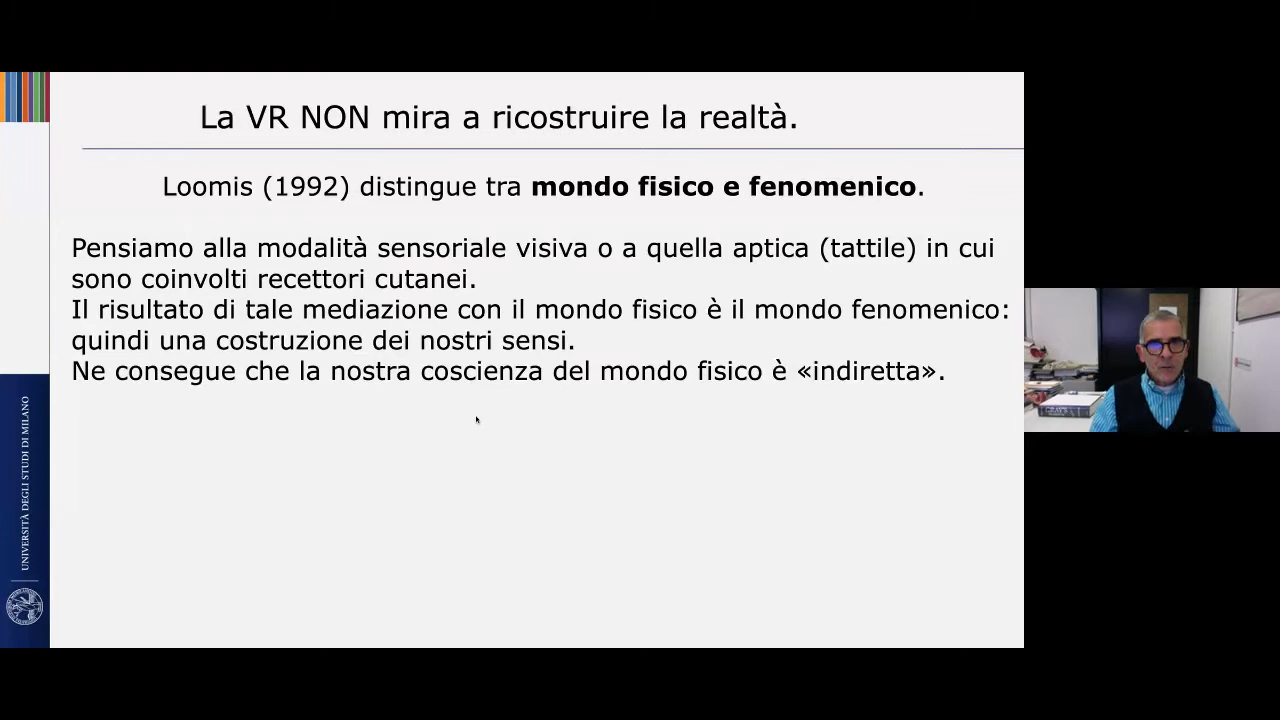 La VR NON mira a ricostruire la realtà.
Loomis (1992) distingue tra mondo fisico e fenomenico.
Pensiamo alla modalità sensoriale visiva o a quella aptica (tattile) in cui
sono coinvolti recettori cutanei.
Il risultato di tale mediazione con il mondo fisico è il mondo fenomenico:
quindi una costruzione dei nostri sensi.
Ne consegue che la nostra coscienza del mondo fisico è «indiretta».
UNIVERSITÀ DEGLI STUDI DI MILANO